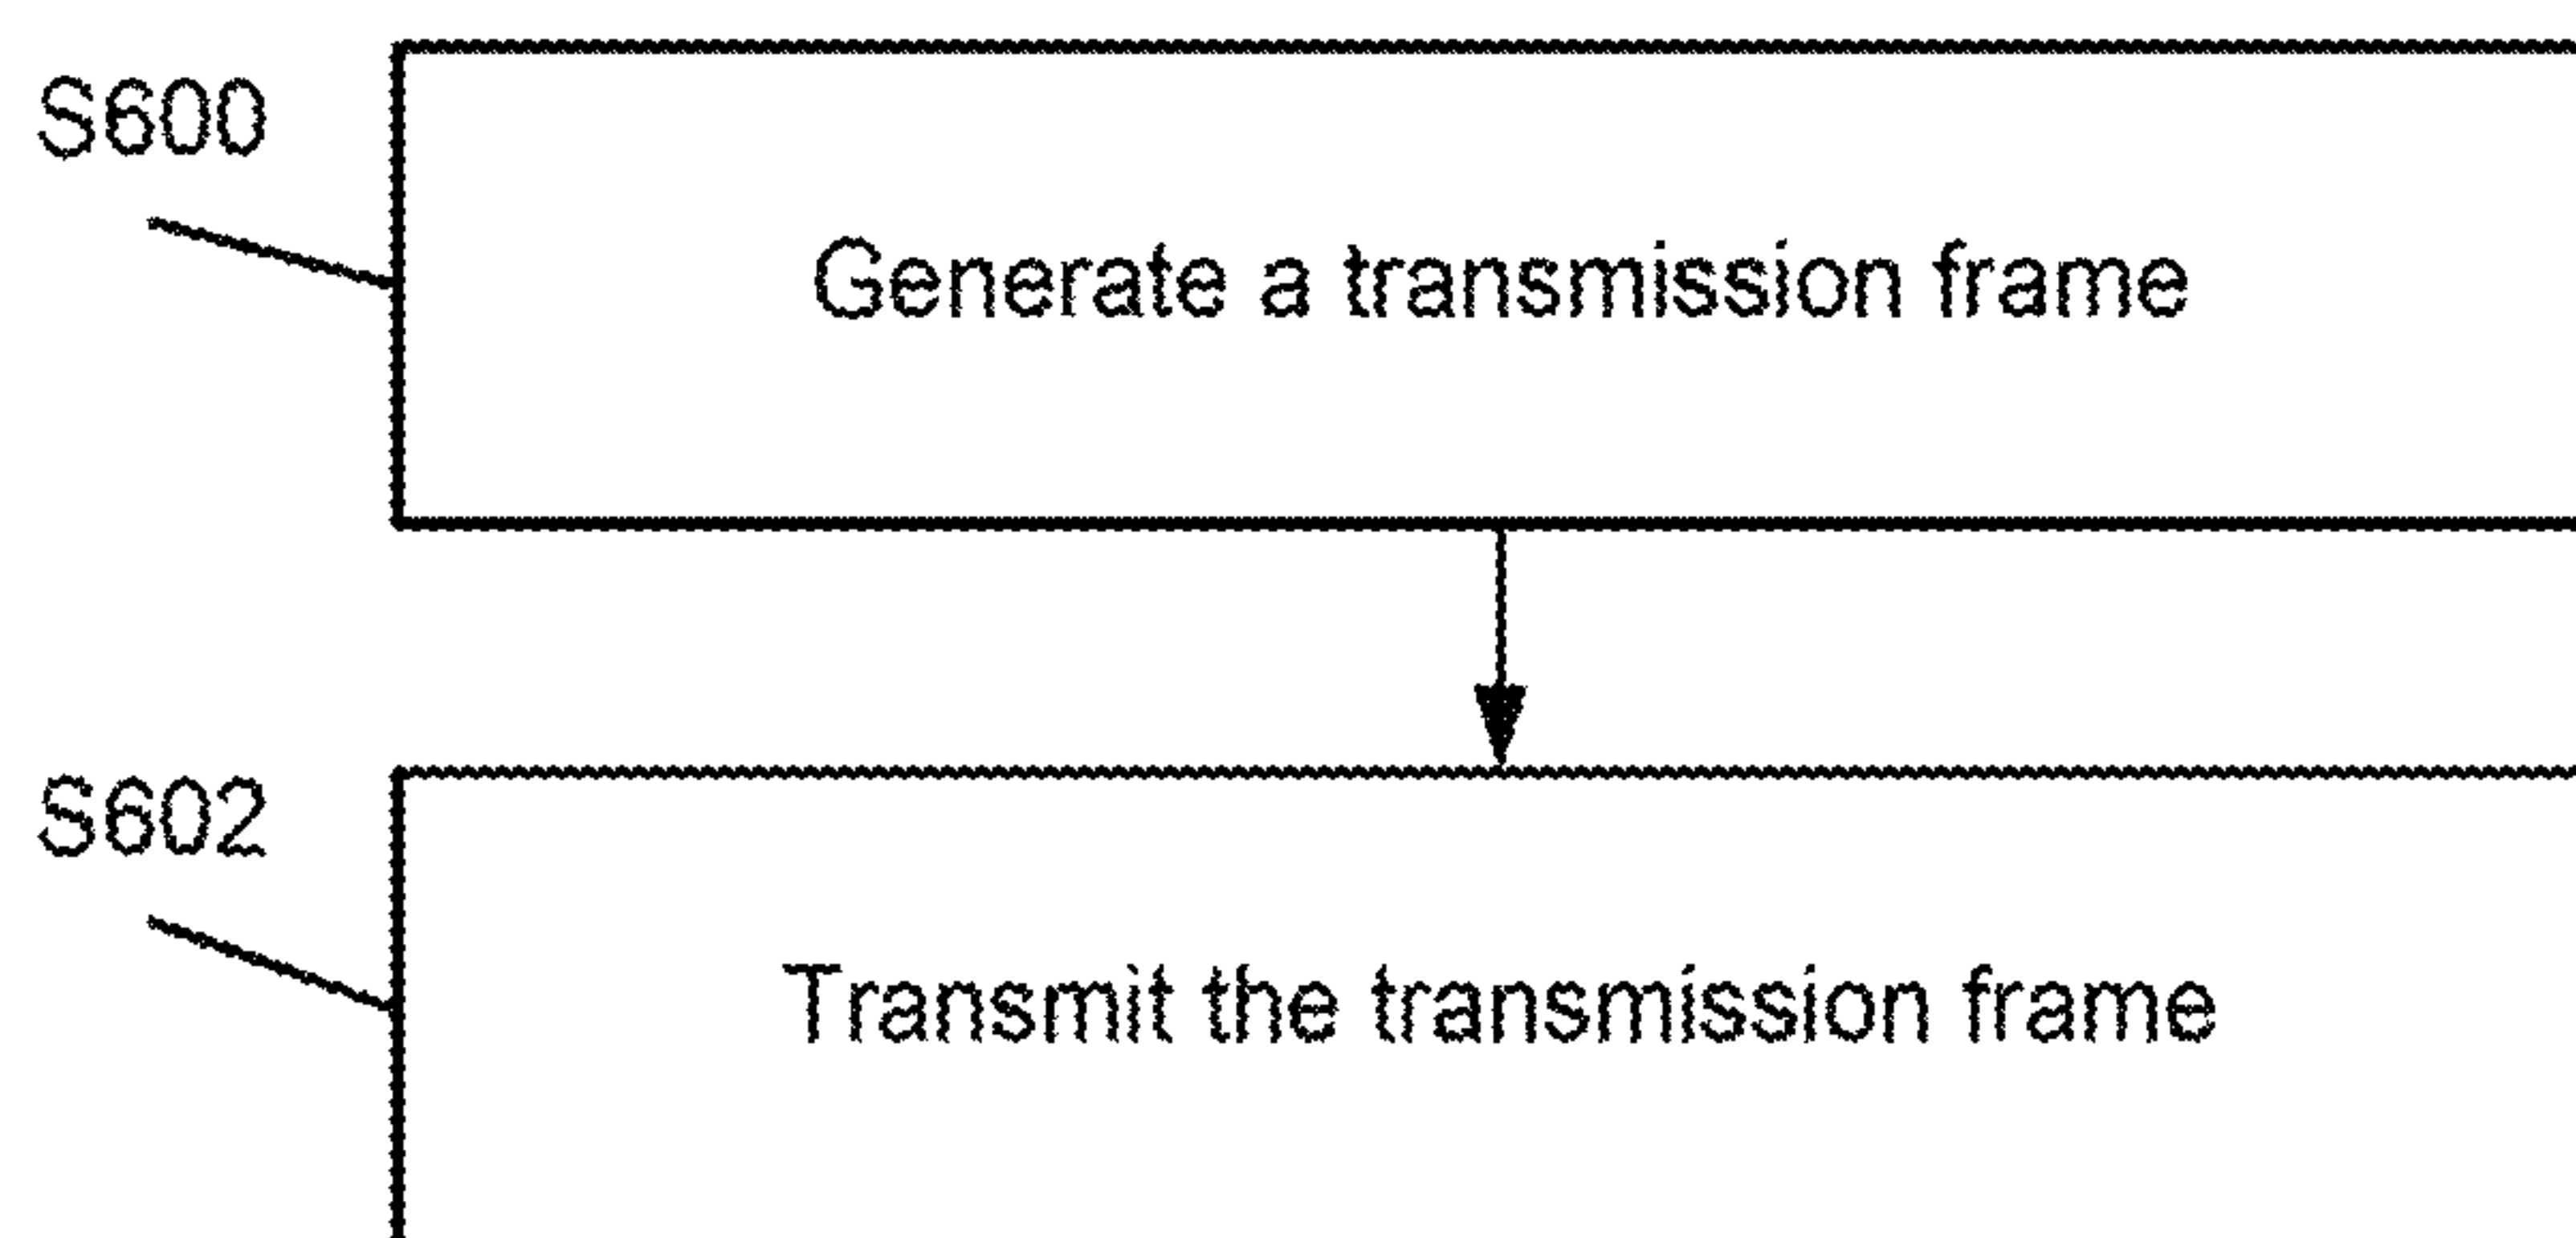 S600
Generate a transmission frame
S602
Transmit the transmission frame